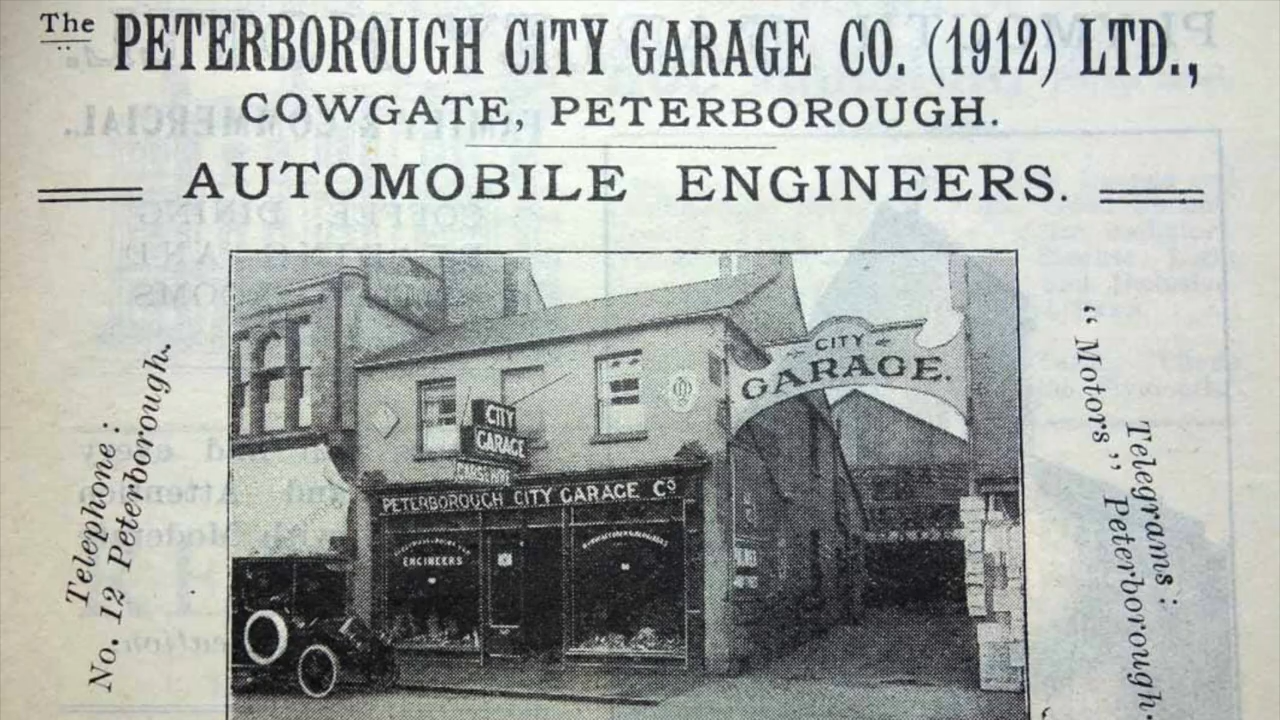 The PETERBOROUGH CITY GARAGE CO. (1912) LTD.,
COWGATE, PETERBOROUGH.
AUTOMOBILE ENGINEERS.
Telephone:
No. 12 Peterborough.
CITY
GARAGE.
CITY
GARAGE
PETERBOROUGH CITY GARAGE Co
ENGINEERS
Telegrams:
"Motors" Peterborough.